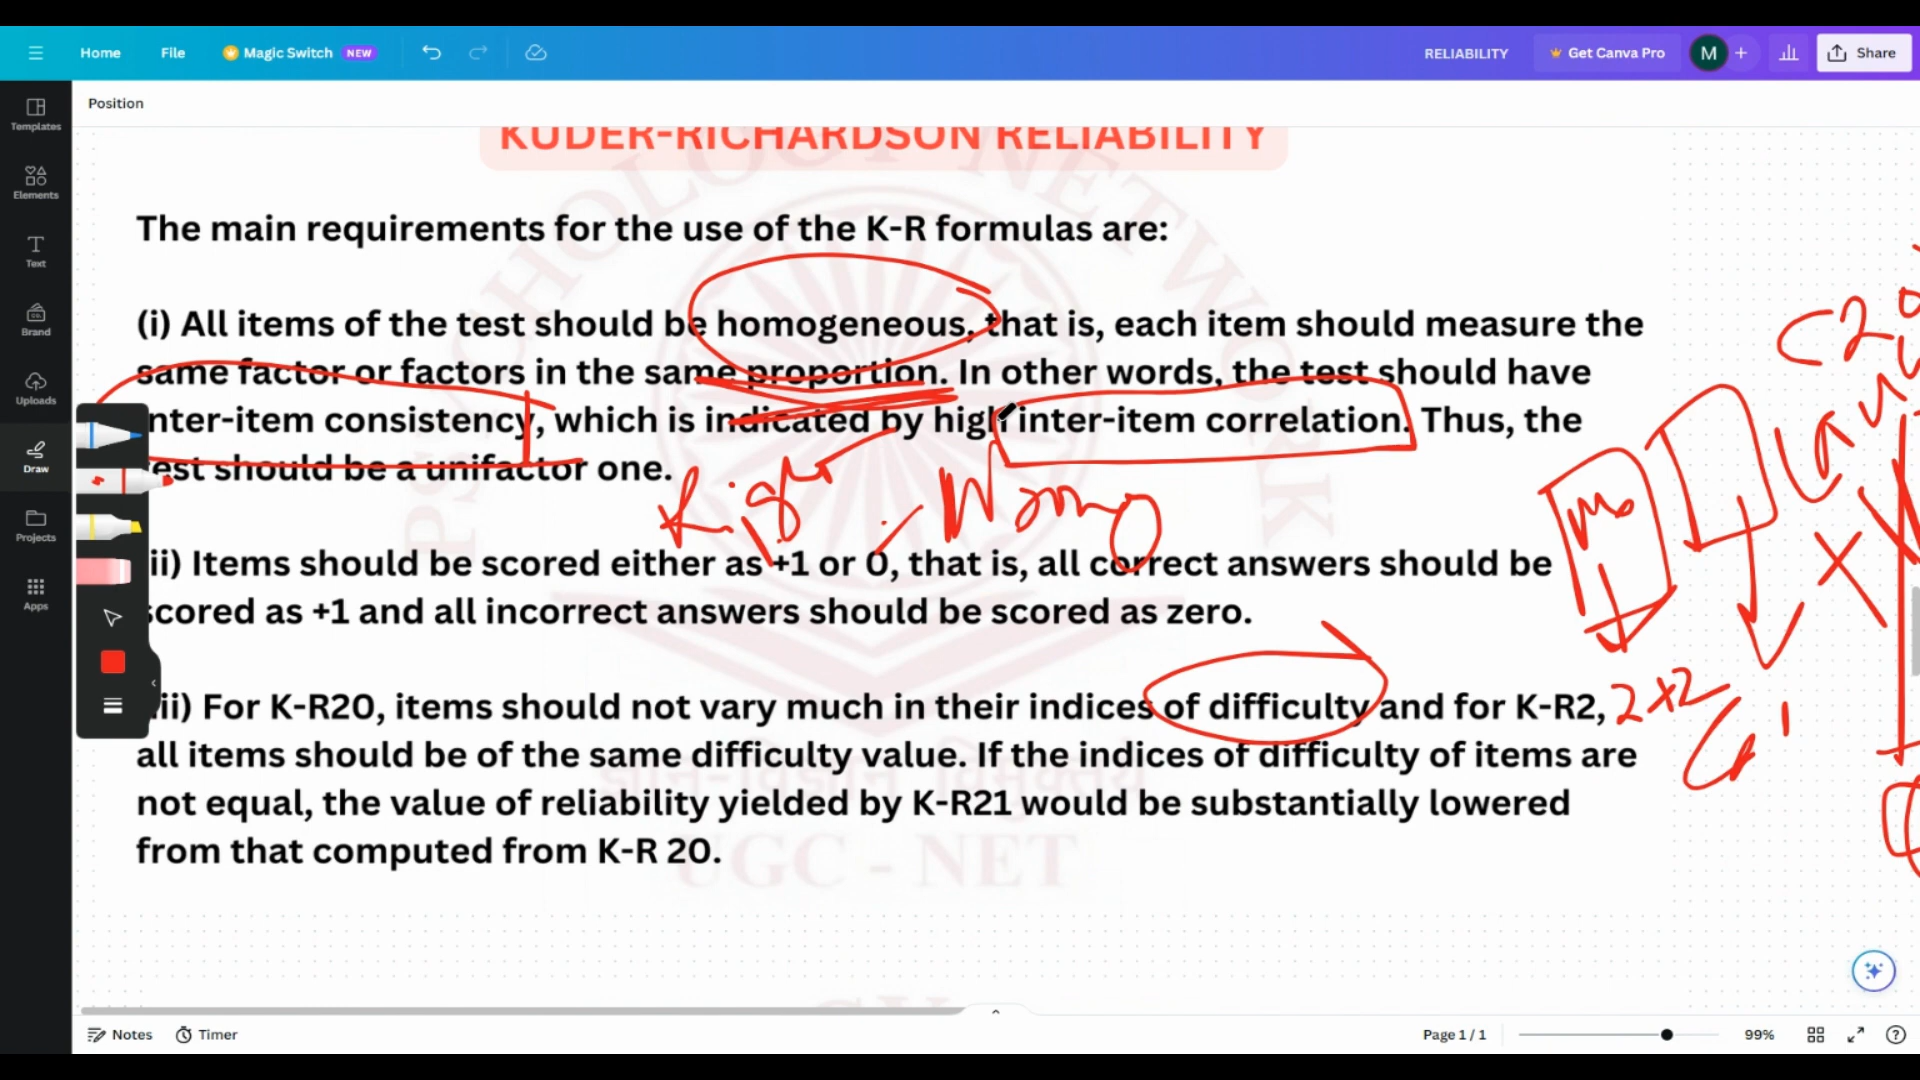 Home File Magic Switch NEW RELIABILITY Get Canva Pro M + Share
Position
Templates
Elements
Text
Brand
Uploads
Draw
Projects
Apps
KUDER-RICHARDSON RELIABILITY
The main requirements for the use of the K-R formulas are:
(i) All items of the test should be homogeneous, that is, each item should measure the
same factor or factors in the same proportion. In other words, the test should have
nter-item consistency, which is indicated by high inter-item correlation. Thus, the
est should be a unifactor one.
Right - Wrong
ii) Items should be scored either as +1 or 0, that is, all correct answers should be
scored as +1 and all incorrect answers should be scored as zero.
ii) For K-R20, items should not vary much in their indices of difficulty and for K-R2,
2x2
all items should be of the same difficulty value. If the indices of difficulty of items are
not equal, the value of reliability yielded by K-R21 would be substantially lowered
from that computed from K-R 20.
PSYCHOLOGY NETWORK
ज्ञान-विज्ञान विमुक्तये
UGC - NET
Notes Timer Page 1 / 1 99%